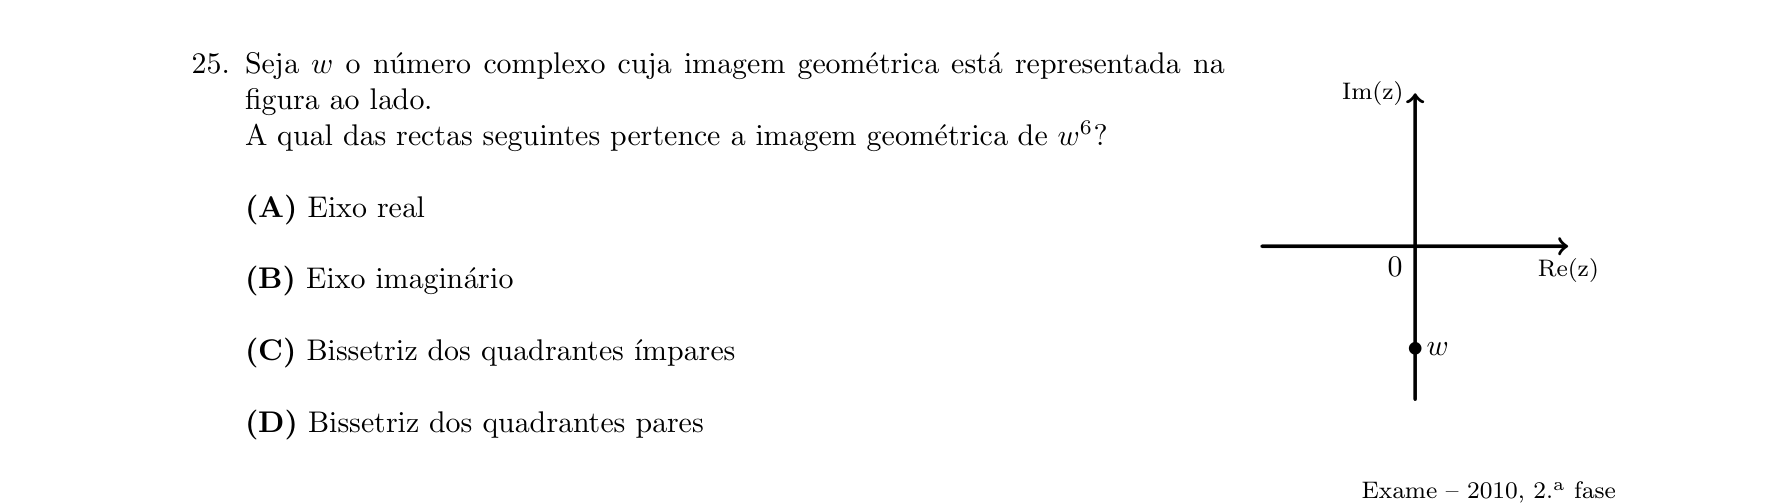 25. Seja w o número complexo cuja imagem geométrica está representada na
figura ao lado.
A qual das rectas seguintes pertence a imagem geométrica de w⁶?
(A) Eixo real
(B) Eixo imaginário
(C) Bissetriz dos quadrantes ímpares
(D) Bissetriz dos quadrantes pares
Im(z)
0
Re(z)
w
Exame – 2010, 2.ª fase